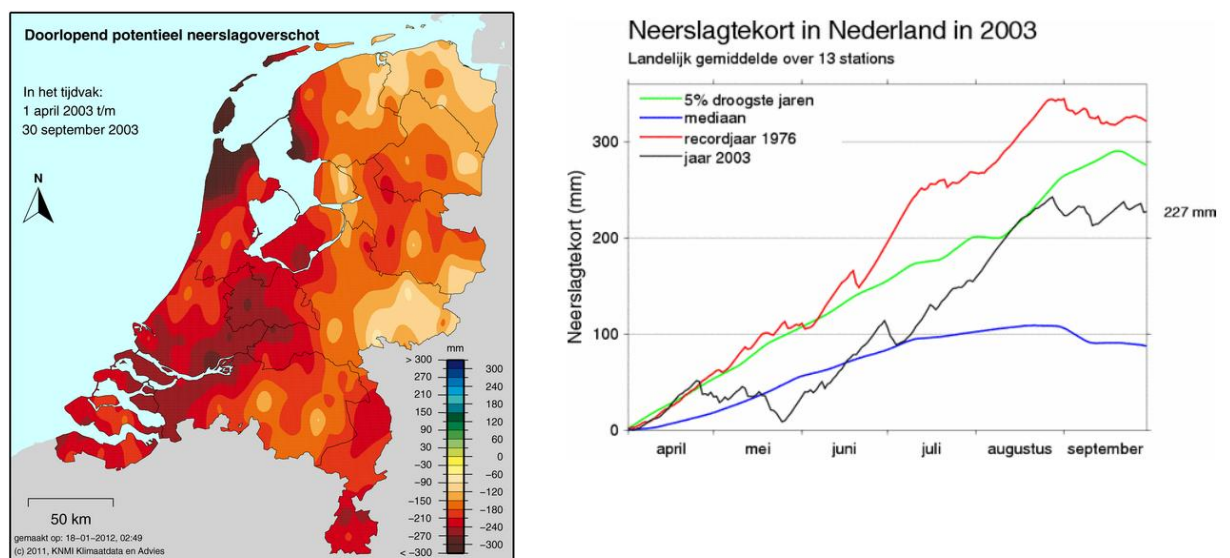 Doorlopend potentieel neerslagoverschot
In het tijdvak:
1 april 2003 t/m
30 september 2003
N
mm
> 300
300
270
240
210
180
150
120
90
60
30
0
−30
−60
−90
−120
−150
−180
−210
−240
−270
−300
< −300
50 km
gemaakt op: 18−01−2012, 02:49
(c) 2011, KNMI Klimaatdata en Advies
Neerslagtekort in Nederland in 2003
Landelijk gemiddelde over 13 stations
5% droogste jaren
mediaan
recordjaar 1976
jaar 2003
Neerslagtekort (mm)
300
200
100
0
227 mm
april mei juni juli augustus september